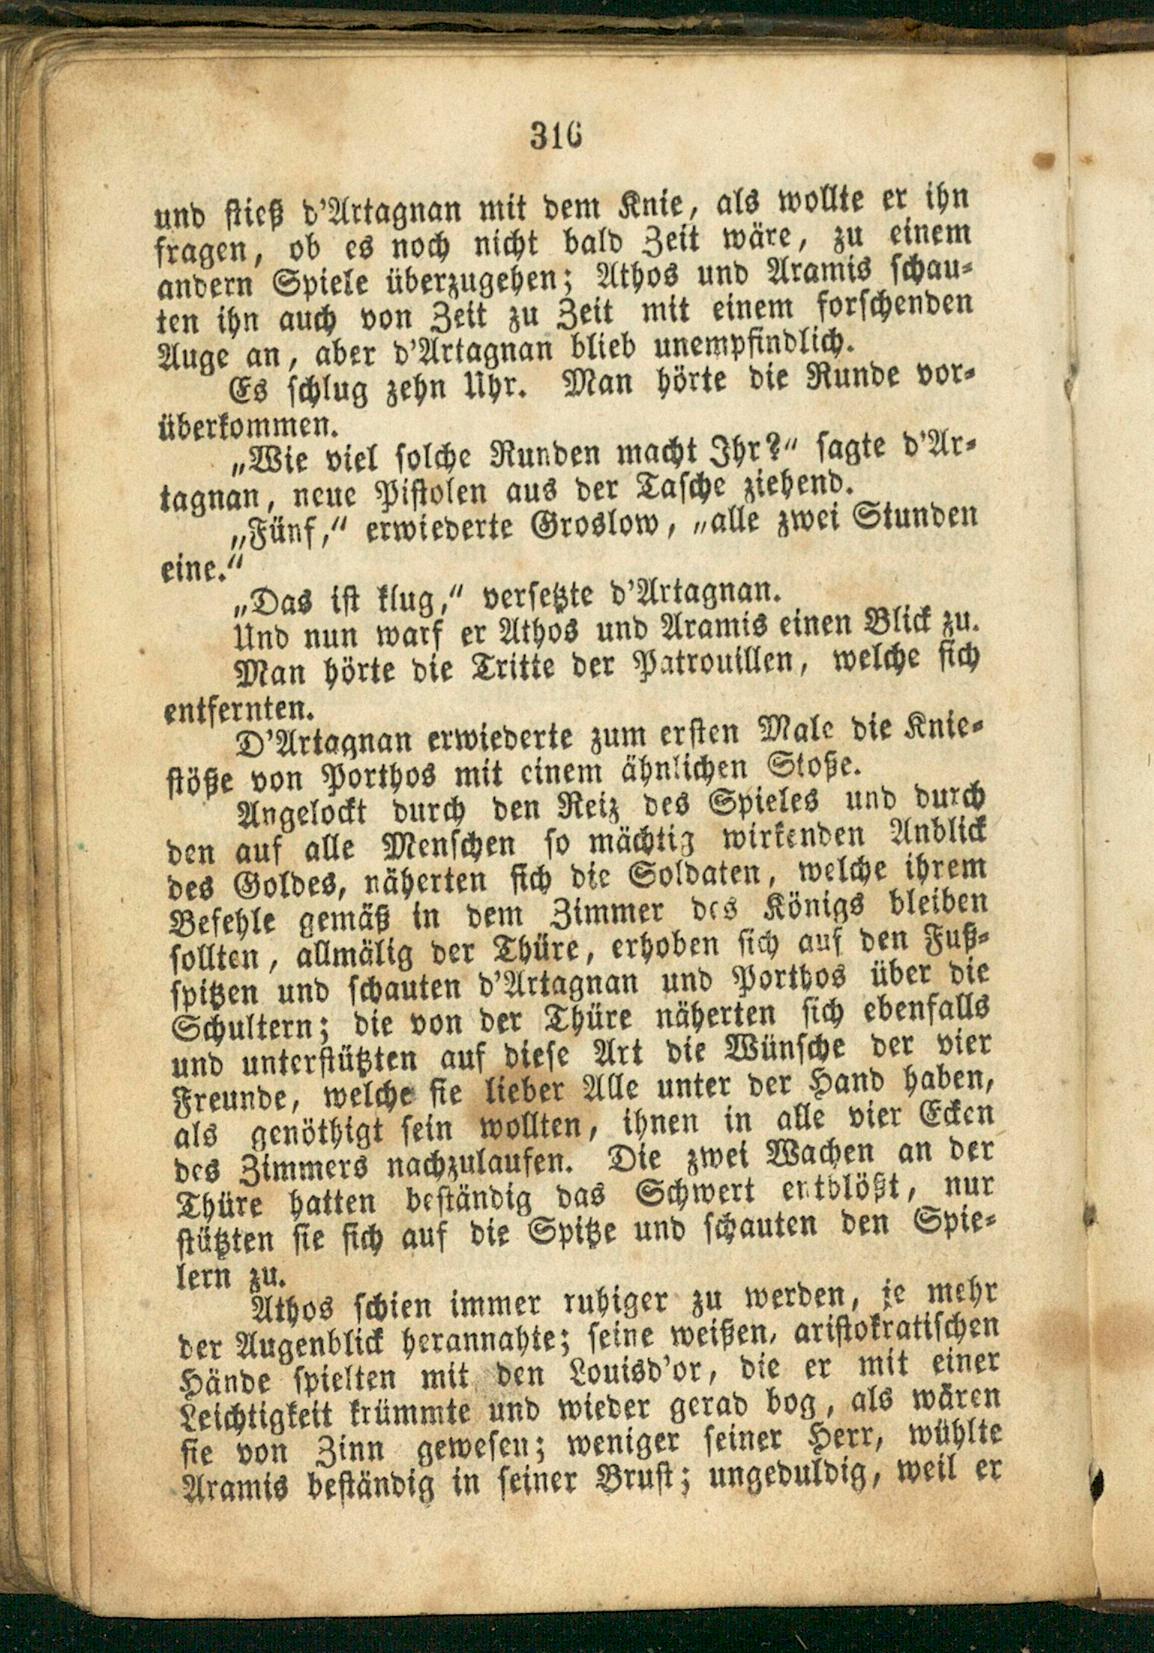 316
und stieß d'Artagnan mit dem Knie, als wollte er ihn
fragen, ob es noch nicht bald Zeit wäre, zu einem
andern Spiele überzugehen; Athos und Aramis schau-
ten ihn auch von Zeit zu Zeit mit einem forschenden
Auge an, aber d'Artagnan blieb unempfindlich.
Es schlug zehn Uhr. Man hörte die Runde vor-
überkommen.
„Wie viel solche Runden macht Ihr?" sagte d'Ar-
tagnan, neue Pistolen aus der Tasche ziehend.
„Fünf," erwiederte Groslow, „alle zwei Stunden
eine."
„Das ist klug," versetzte d'Artagnan.
Und nun warf er Athos und Aramis einen Blick zu.
Man hörte die Tritte der Patrouillen, welche sich
entfernten.
D'Artagnan erwiederte zum ersten Male die Knie-
stöße von Porthos mit einem ähnlichen Stoße.
Angelockt durch den Reiz des Spieles und durch
den auf alle Menschen so mächtig wirkenden Anblick
des Goldes, näherten sich die Soldaten, welche ihrem
Befehle gemäß in dem Zimmer des Königs bleiben
sollten, allmälig der Thüre, erhoben sich auf den Fuß-
spitzen und schauten d'Artagnan und Porthos über die
Schultern; die von der Thüre näherten sich ebenfalls
und unterstützten auf diese Art die Wünsche der vier
Freunde, welche sie lieber Alle unter der Hand haben,
als genöthigt sein wollten, ihnen in alle vier Ecken
des Zimmers nachzulaufen. Die zwei Wachen an der
Thüre hatten beständig das Schwert entblößt, nur
stützten sie sich auf die Spitze und schauten den Spie-
lern zu.
Athos schien immer ruhiger zu werden, je mehr
der Augenblick herannahte; seine weißen, aristokratischen
Hände spielten mit den Louisd'or, die er mit einer
Leichtigkeit krümmte und wieder gerad bog, als wären
sie von Zinn gewesen; weniger seiner Herr, wühlte
Aramis beständig in seiner Brust; ungeduldig, weil er